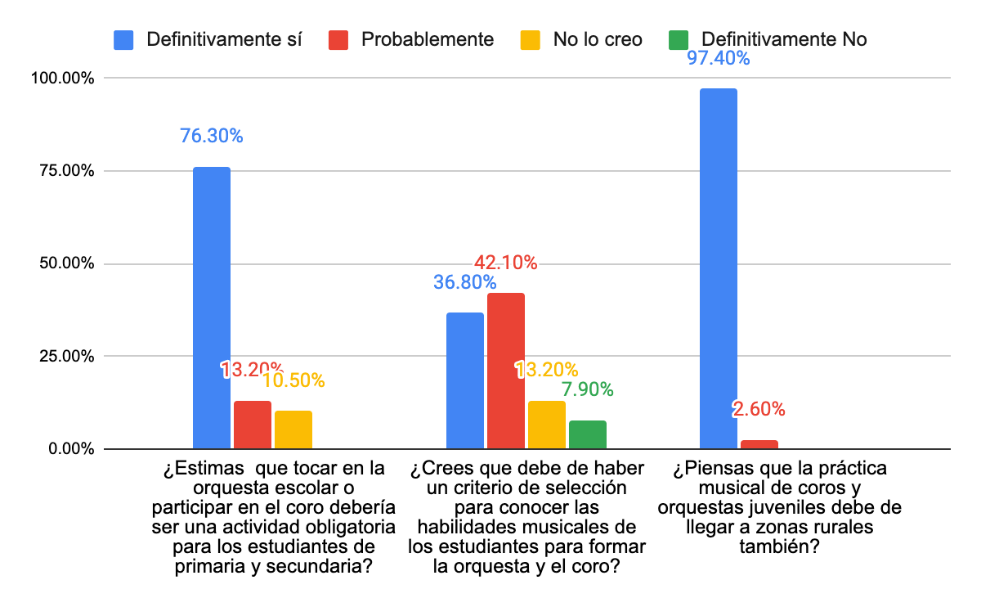 Definitivamente sí
Probablemente
No lo creo
Definitivamente No
100.00%
75.00%
50.00%
25.00%
0.00%
76.30%
13.20%
10.50%
36.80%
42.10%
13.20%
7.90%
97.40%
2.60%
¿Estimas  que tocar en la
orquesta escolar o
participar en el coro debería
ser una actividad obligatoria
para los estudiantes de
primaria y secundaria?
¿Crees que debe de haber
un criterio de selección
para conocer las
habilidades musicales de
los estudiantes para formar
la orquesta y el coro?
¿Piensas que la práctica
musical de coros y
orquestas juveniles debe de
llegar a zonas rurales
también?